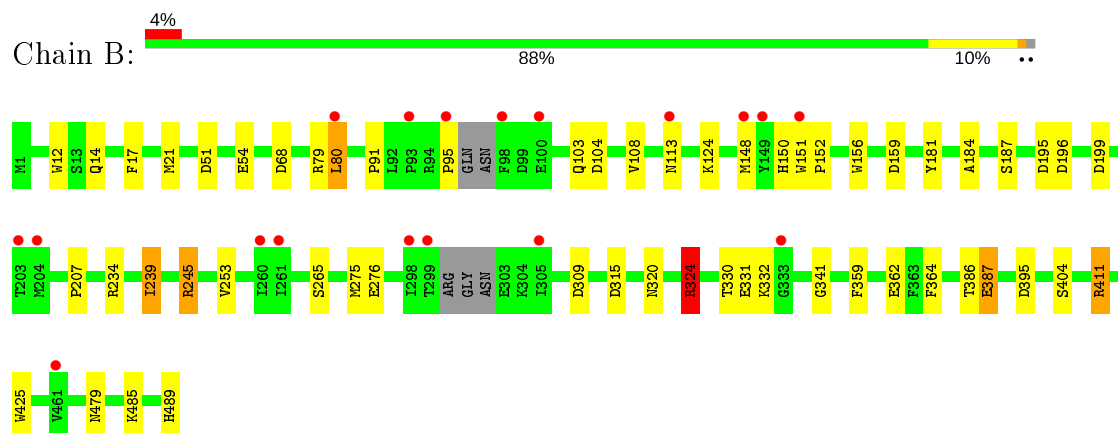 4%
Chain B:
88% 10% ••
M1 W12 S13 Q14 F17 M21 D51 E54 D68 R79 L80 P91 L92 P93 R94 P95 GLN ASN F98 D99 E100 Q103 D104 V108 N113 K124 M148 Y149 H150 W151 P152 W156 D159 Y181 A184 S187 D195 D196 D199
T203 M204 P207 R234 I239 R245 V253 I260 I261 S265 M275 E276 I298 T299 ARG GLY ASN E303 K304 I305 D309 D315 N320 R324 T330 E331 K332 G333 G341 F359 E362 F363 F364 T386 E387 D395 S404 R411
W425 V461 N479 K485 H489